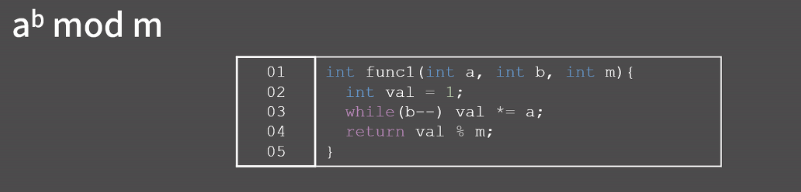 aᵇ mod m
01 int func1(int a, int b, int m){
02   int val = 1;
03   while(b--) val *= a;
04   return val % m;
05 }